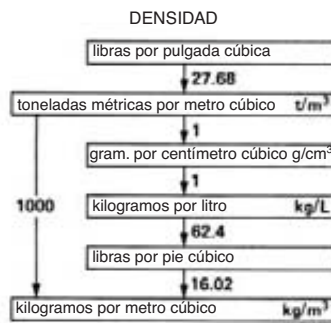 DENSIDAD
libras por pulgada cúbica
27.68
toneladas métricas por metro cúbico t/m³
1
gram. por centímetro cúbico g/cm³
1
1000
kilogramos por litro kg/L
62.4
libras por pie cúbico
16.02
kilogramos por metro cúbico kg/m³